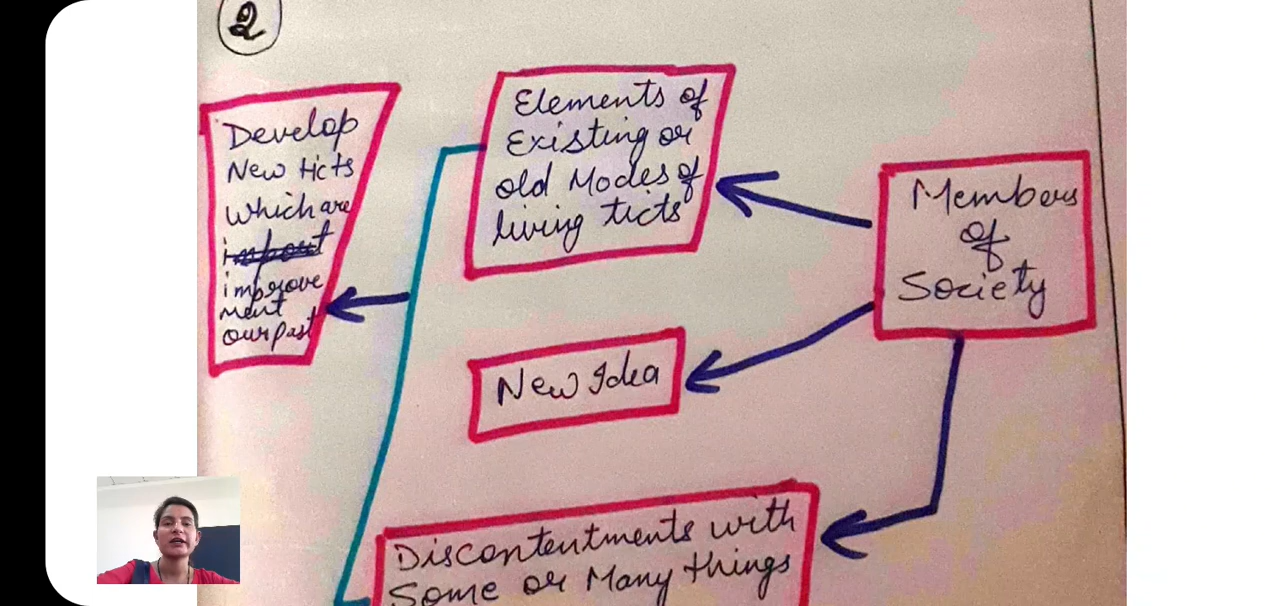 2
Develop
New ticts
which are
improve
ment
our past
Elements of
Existing or
old Modes of
living ticts
Members
of
Society
New Idea
Discontentments with
Some or Many things